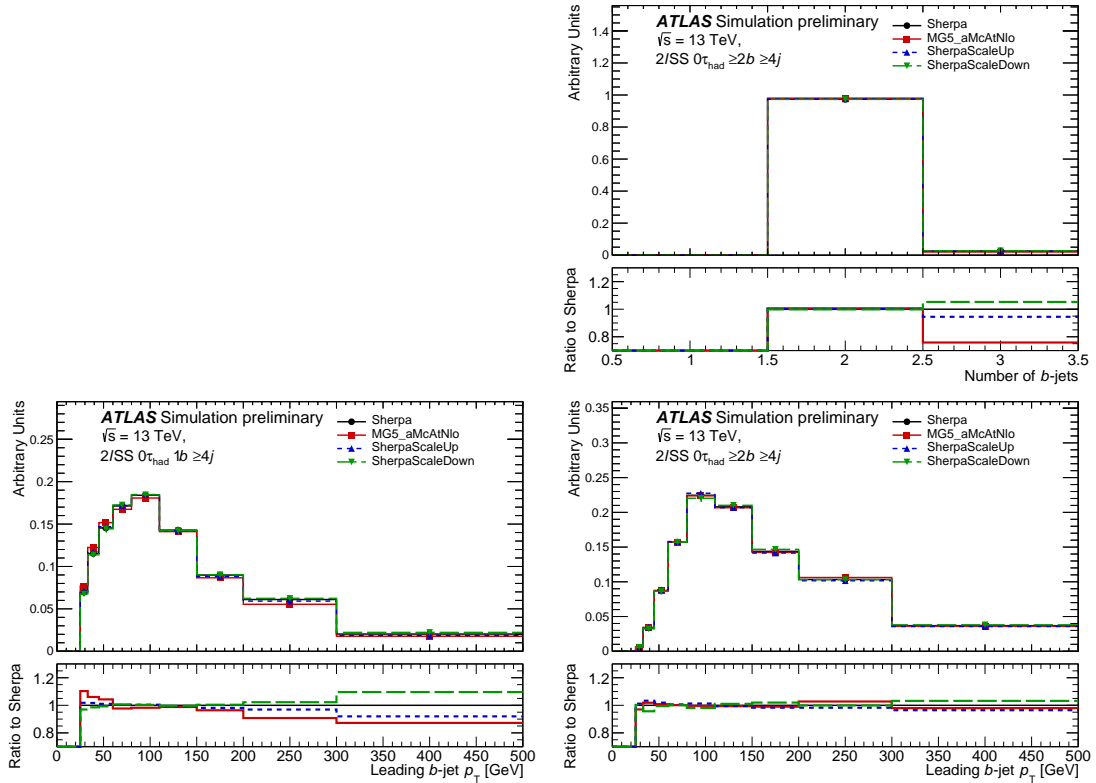 ATLAS Simulation preliminary
√s = 13 TeV,
2lSS 0τhad ≥2b ≥4j
Sherpa
MG5_aMcAtNlo
SherpaScaleUp
SherpaScaleDown
Arbitrary Units
1.4
1.2
1
0.8
0.6
0.4
0.2
0
Ratio to Sherpa
1.2
1.0
0.8
0.5 1 1.5 2 2.5 3 3.5
Number of b-jets
ATLAS Simulation preliminary
√s = 13 TeV,
2lSS 0τhad 1b ≥4j
Sherpa
MG5_aMcAtNlo
SherpaScaleUp
SherpaScaleDown
Arbitrary Units
0.25
0.2
0.15
0.1
0.05
0
Ratio to Sherpa
1.2
1.0
0.8
0 50 100 150 200 250 300 350 400 450 500
Leading b-jet pT [GeV]
ATLAS Simulation preliminary
√s = 13 TeV,
2lSS 0τhad ≥2b ≥4j
Sherpa
MG5_aMcAtNlo
SherpaScaleUp
SherpaScaleDown
Arbitrary Units
0.35
0.3
0.25
0.2
0.15
0.1
0.05
0
Ratio to Sherpa
1.2
1.0
0.8
0 50 100 150 200 250 300 350 400 450 500
Leading b-jet pT [GeV]